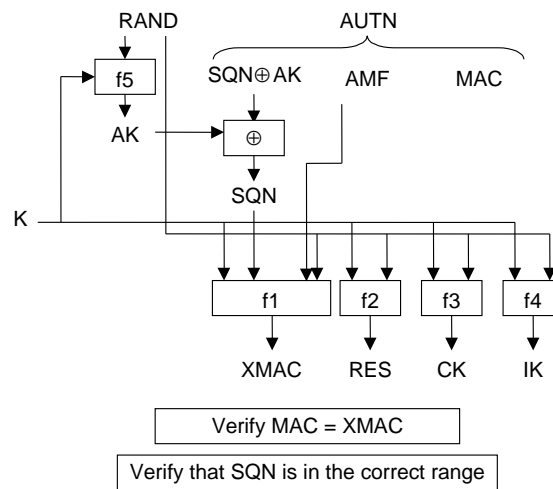 RAND AUTN
f5 SQN⊕AK AMF MAC
AK ⊕
SQN
K
f1 f2 f3 f4
XMAC RES CK IK
Verify MAC = XMAC
Verify that SQN is in the correct range